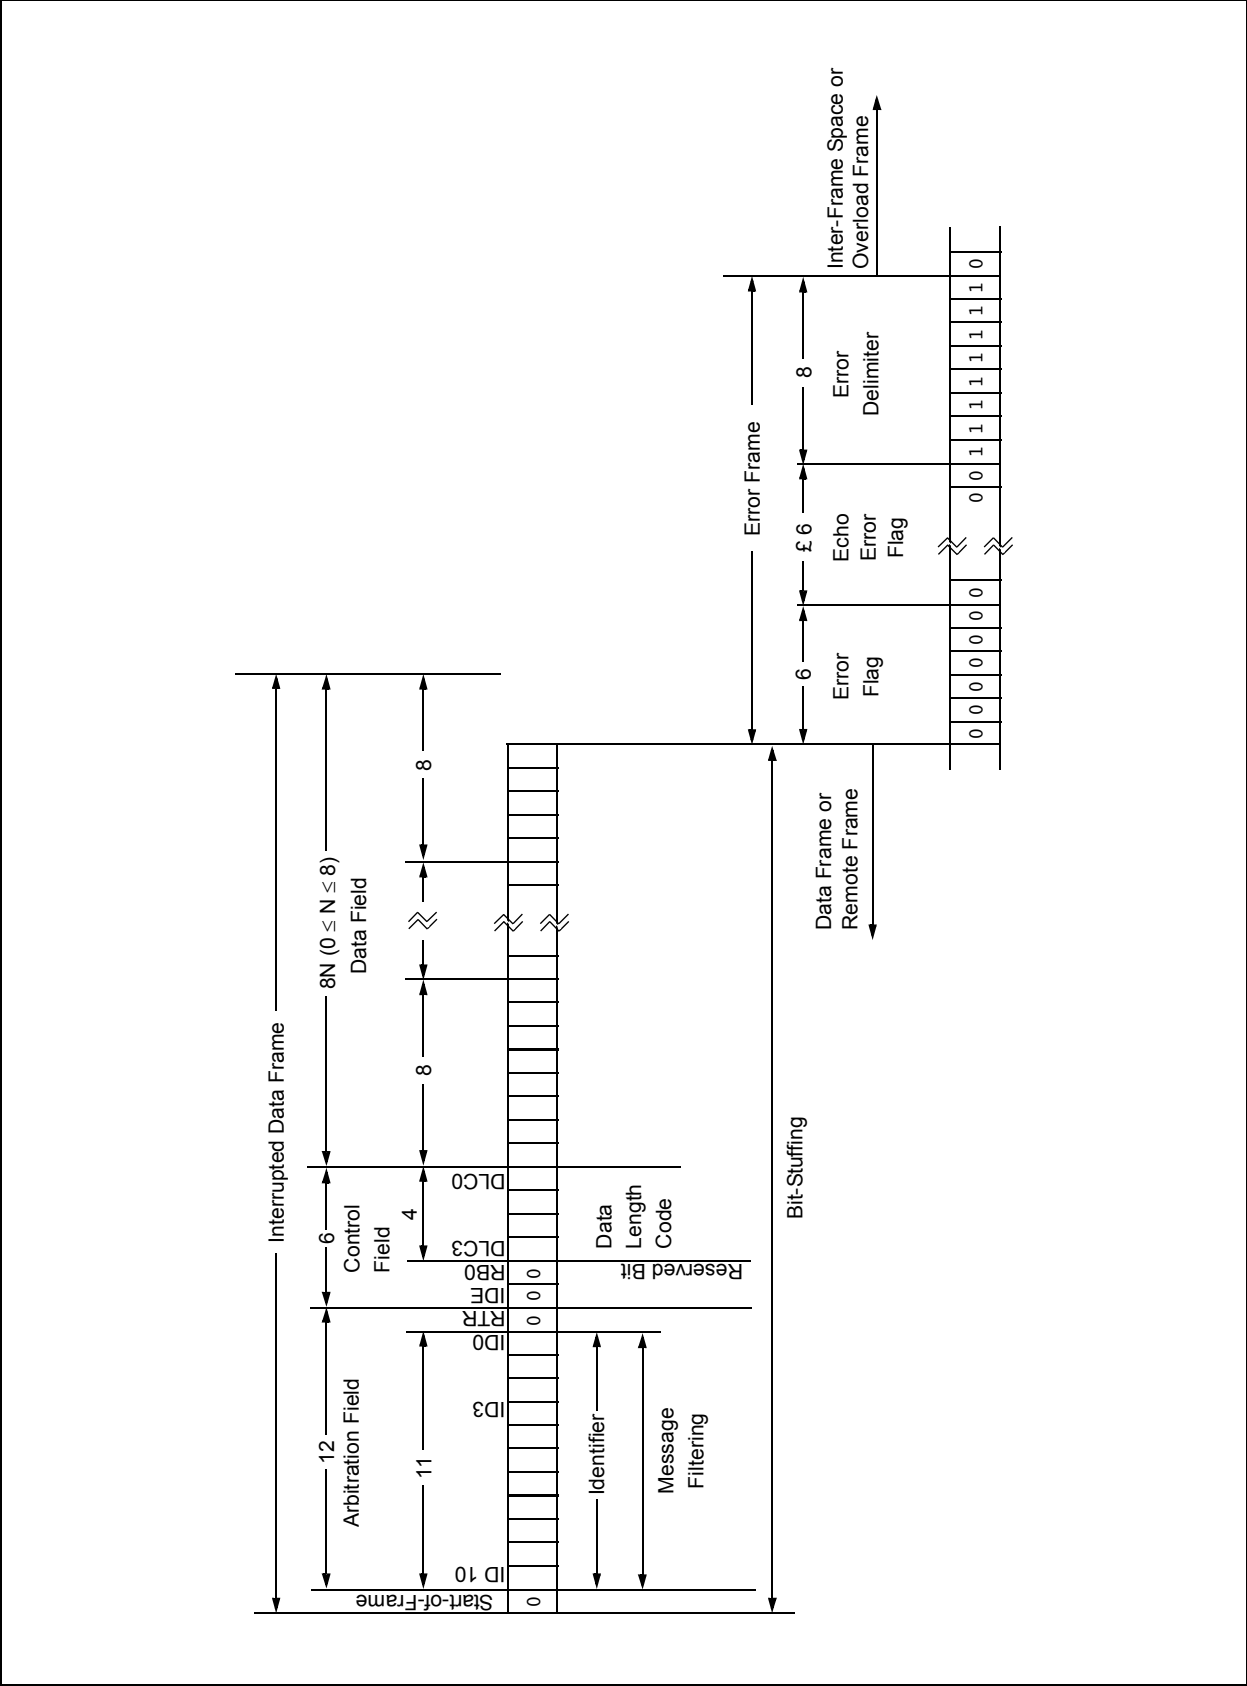 Interrupted Data Frame
12
Arbitration Field
6
Control
Field
8N (0 ≤ N ≤ 8)
Data Field
11
4
8
8
Start-of-Frame
ID 10
ID3
ID0
RTR
IDE
RB0
DLC3
DLC0
0
0
0
0
Identifier
Message
Filtering
Reserved Bit
Data
Length
Code
Bit-Stuffing
Data Frame or
Remote Frame
Error Frame
6
Error
Flag
£ 6
Echo
Error
Flag
8
Error
Delimiter
Inter-Frame Space or
Overload Frame
0 0 0 0 0 0 0 0 0 1 1 1 1 1 1 1 1 0